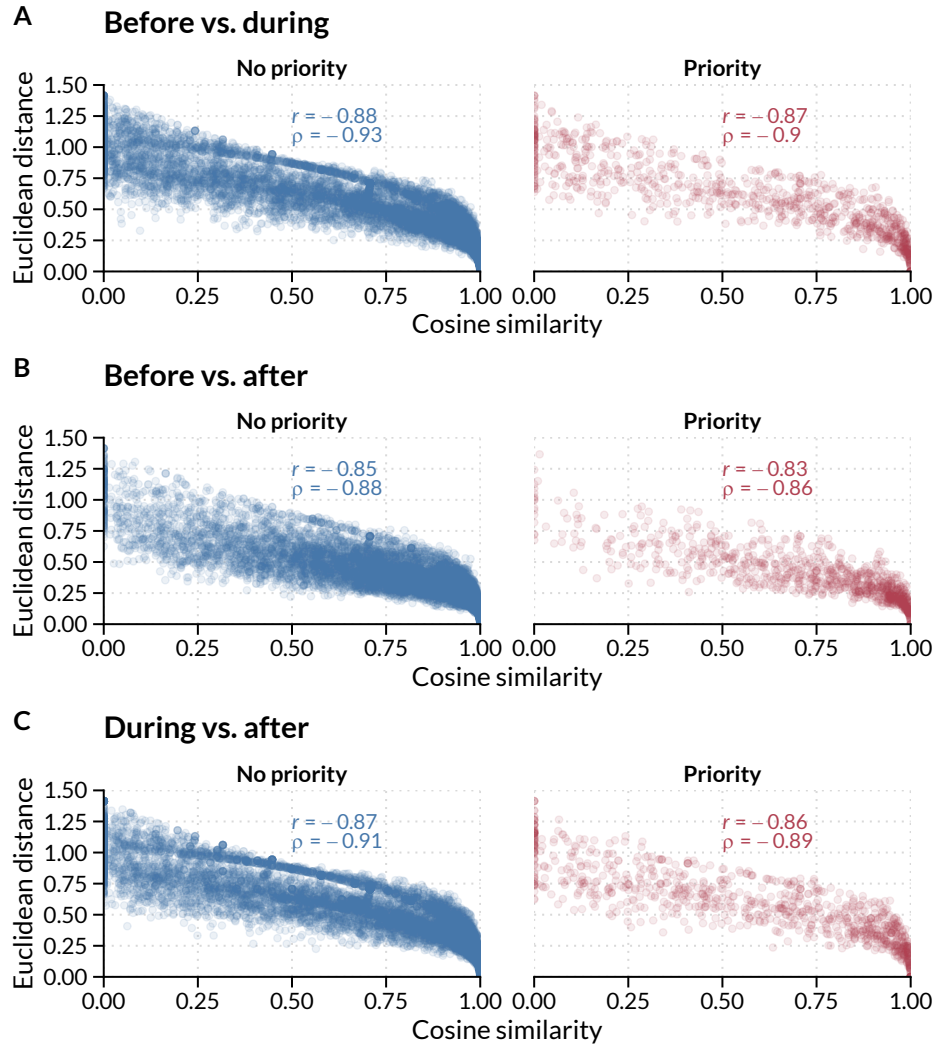 A
Before vs. during
No priority
Priority
Euclidean distance
1.50
1.25
1.00
0.75
0.50
0.25
0.00
r = −0.88
ρ = −0.93
r = −0.87
ρ = −0.9
0.00 0.25 0.50 0.75 1.00
0.00 0.25 0.50 0.75 1.00
Cosine similarity
B
Before vs. after
No priority
Priority
Euclidean distance
1.50
1.25
1.00
0.75
0.50
0.25
0.00
r = −0.85
ρ = −0.88
r = −0.83
ρ = −0.86
0.00 0.25 0.50 0.75 1.00
0.00 0.25 0.50 0.75 1.00
Cosine similarity
C
During vs. after
No priority
Priority
Euclidean distance
1.50
1.25
1.00
0.75
0.50
0.25
0.00
r = −0.87
ρ = −0.91
r = −0.86
ρ = −0.89
0.00 0.25 0.50 0.75 1.00
0.00 0.25 0.50 0.75 1.00
Cosine similarity